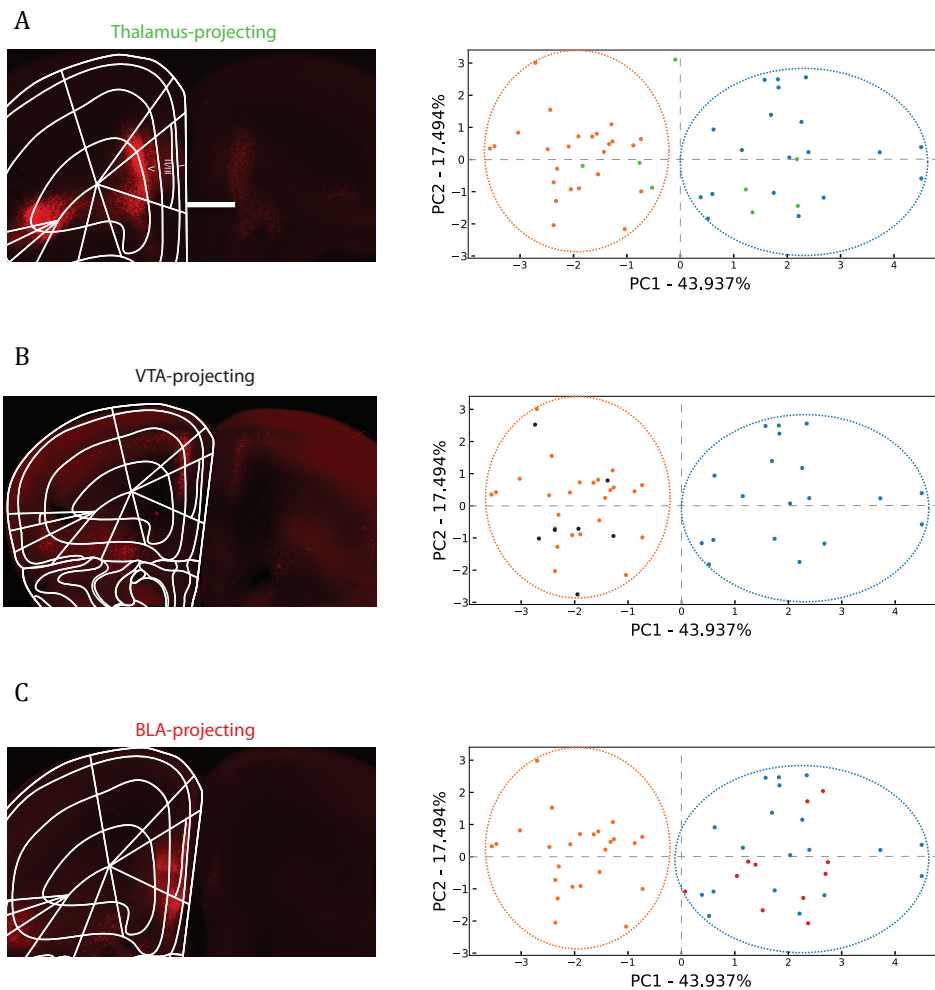 A
Thalamus-projecting
I
II/III
V
3
2
1
0
−1
−2
−3
PC2 - 17.494%
−3 −2 −1 0 1 2 3 4
PC1 - 43.937%
B
VTA-projecting
3
2
1
0
−1
−2
−3
PC2 - 17.494%
−3 −2 −1 0 1 2 3 4
PC1 - 43.937%
C
BLA-projecting
3
2
1
0
−1
−2
−3
PC2 - 17.494%
−3 −2 −1 0 1 2 3 4
PC1 - 43.937%